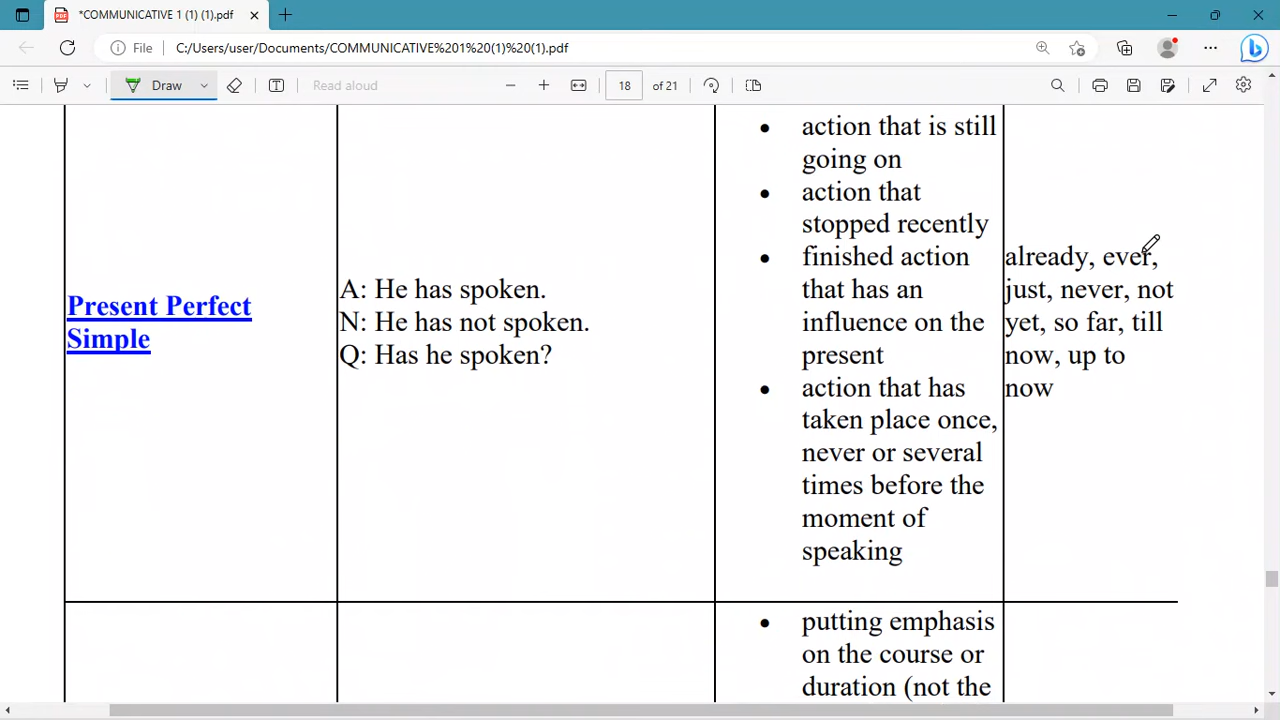 *COMMUNICATIVE 1 (1) (1).pdf
File C:/Users/user/Documents/COMMUNICATIVE%201%20(1)%20(1).pdf
Draw
Read aloud
18 of 21
Present Perfect
Simple
A: He has spoken.
N: He has not spoken.
Q: Has he spoken?
• action that is still
going on
• action that
stopped recently
• finished action
that has an
influence on the
present
• action that has
taken place once,
never or several
times before the
moment of
speaking
already, ever,
just, never, not
yet, so far, till
now, up to
now
• putting emphasis
on the course or
duration (not the